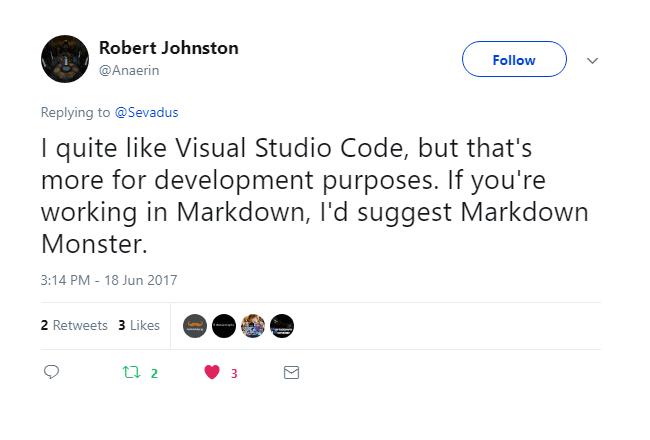 Robert Johnston
@Anaerin
Follow
Replying to @Sevadus
I quite like Visual Studio Code, but that's
more for development purposes. If you're
working in Markdown, I'd suggest Markdown
Monster.
3:14 PM - 18 Jun 2017
2 Retweets 3 Likes
2 3